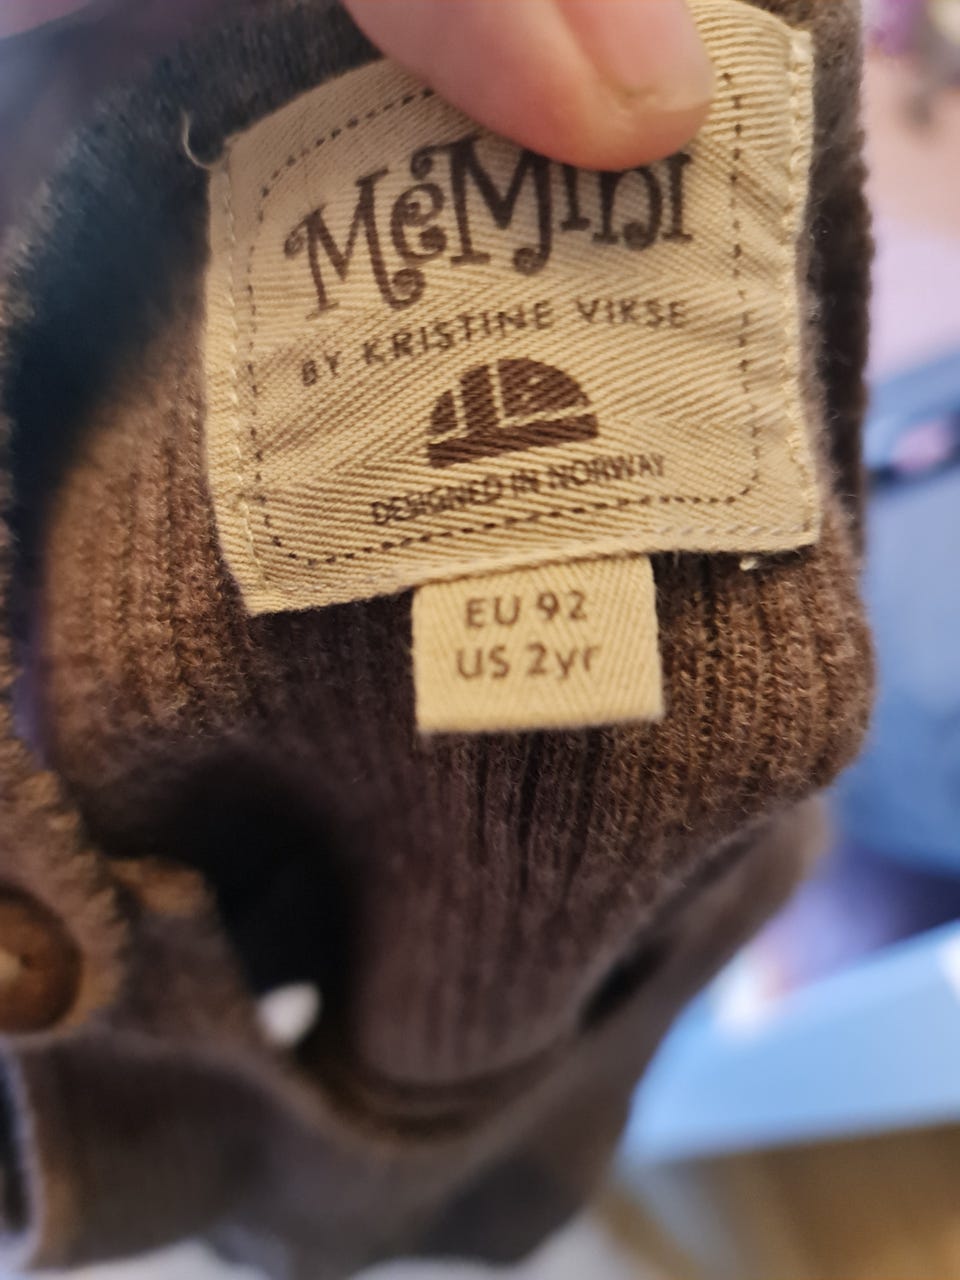 MeMini
BY KRISTINE VIKSE
DESIGNED IN NORWAY
EU 92
US 2yr